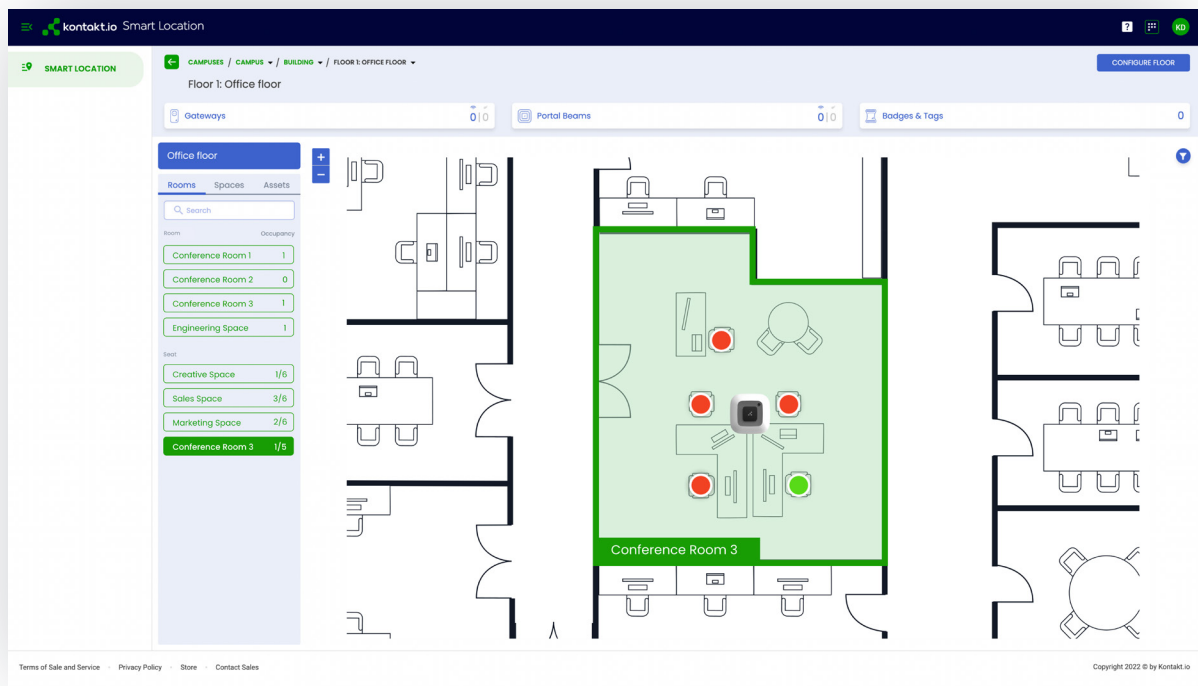 kontakt.io Smart Location
?
KD
SMART LOCATION
CAMPUSES / CAMPUS / BUILDING / FLOOR 1: OFFICE FLOOR
CONFIGURE FLOOR
Floor 1: Office floor
Gateways 0|0
Portal Beams 0|0
Badges & Tags 0
Office floor
+
−
Rooms Spaces Assets
Search
Room Occupancy
Conference Room 1 1
Conference Room 2 0
Conference Room 3 1
Engineering Space 1
Seat
Creative Space 1/6
Sales Space 3/6
Marketing Space 2/6
Conference Room 3 1/5
Conference Room 3
Terms of Sale and Service · Privacy Policy · Store · Contact Sales
Copyright 2022 © by Kontakt.io